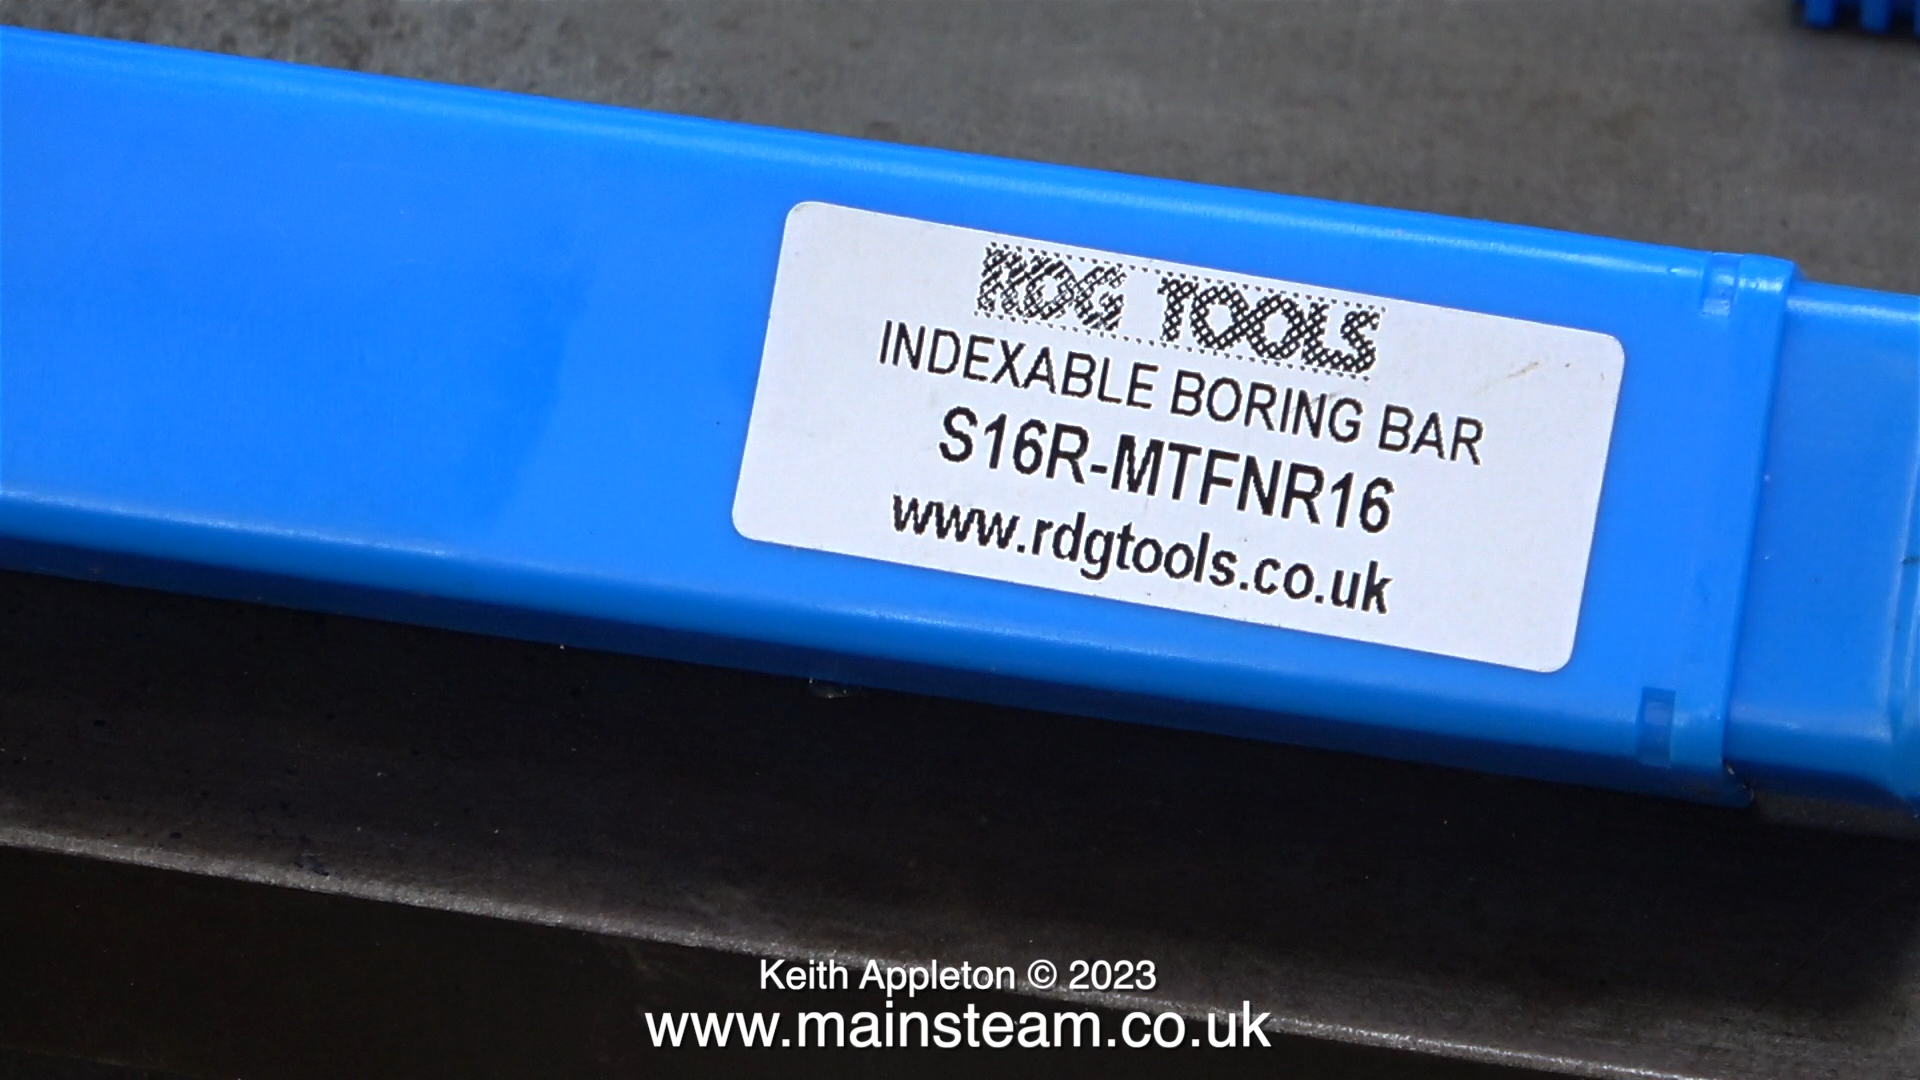 RDG TOOLS
INDEXABLE BORING BAR
S16R-MTFNR16
www.rdgtools.co.uk
Keith Appleton © 2023
www.mainsteam.co.uk